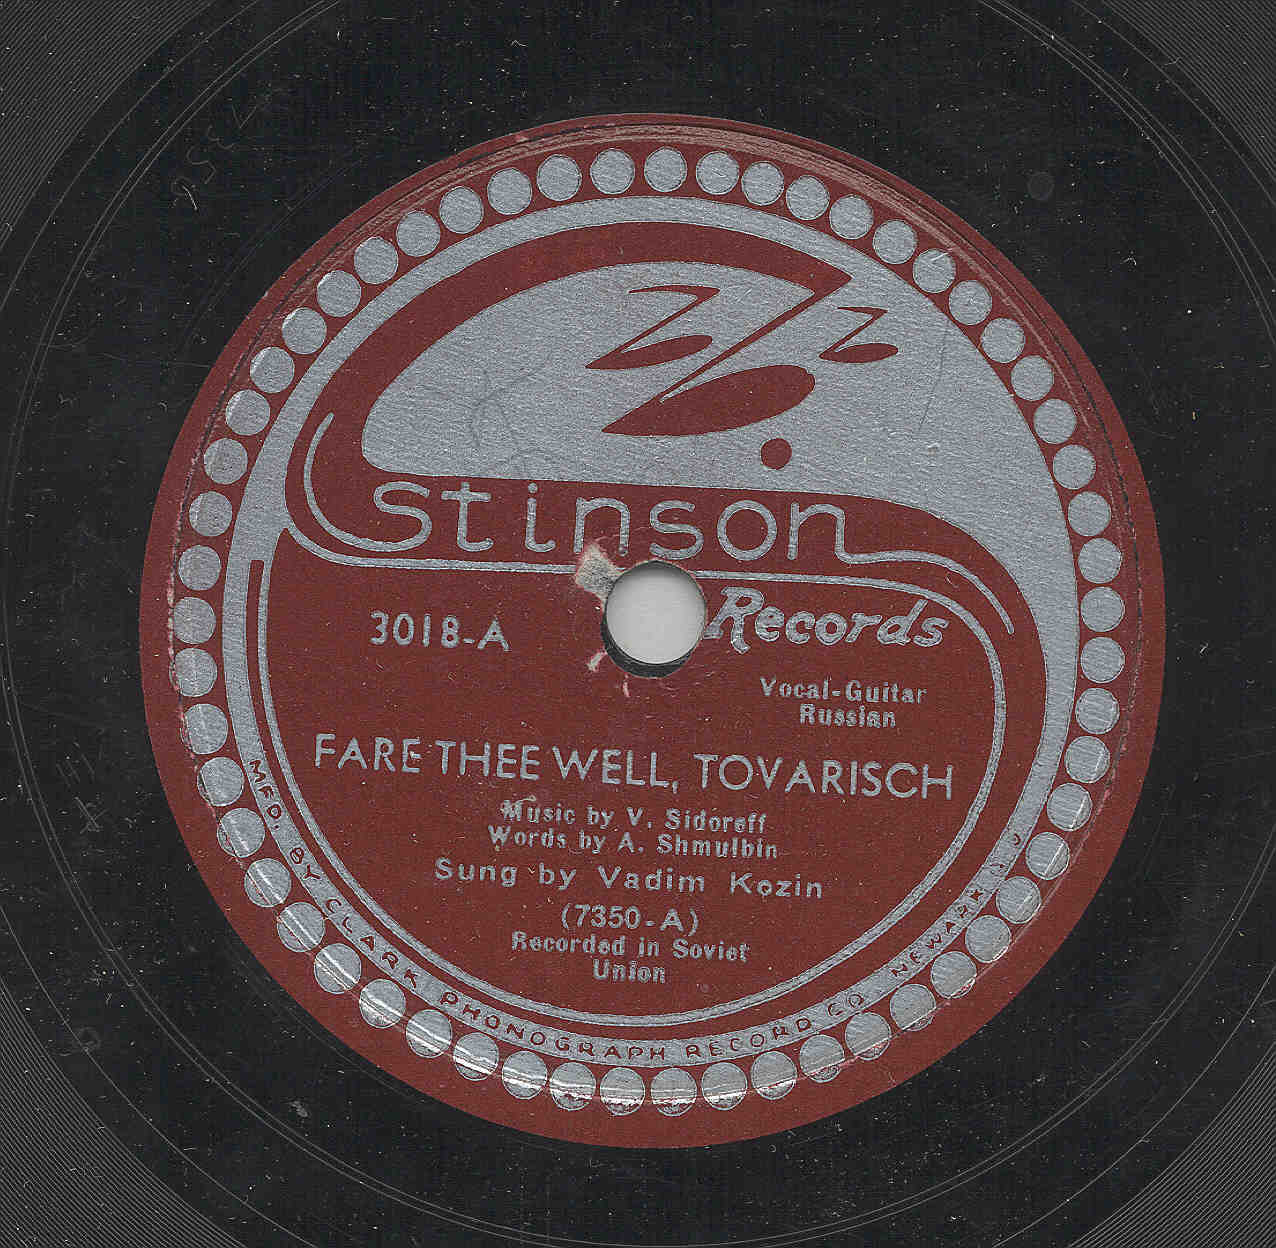 Stinson
Records
3018-A
Vocal-Guitar
Russian
FARE THEE WELL, TOVARISCH
Music by V. Sidoreff
Words by A. Shmulbin
Sung by Vadim Kozin
(7350-A)
Recorded in Soviet
Union
MFD. BY CLARK PHONOGRAPH RECORD CO NEWARK N J